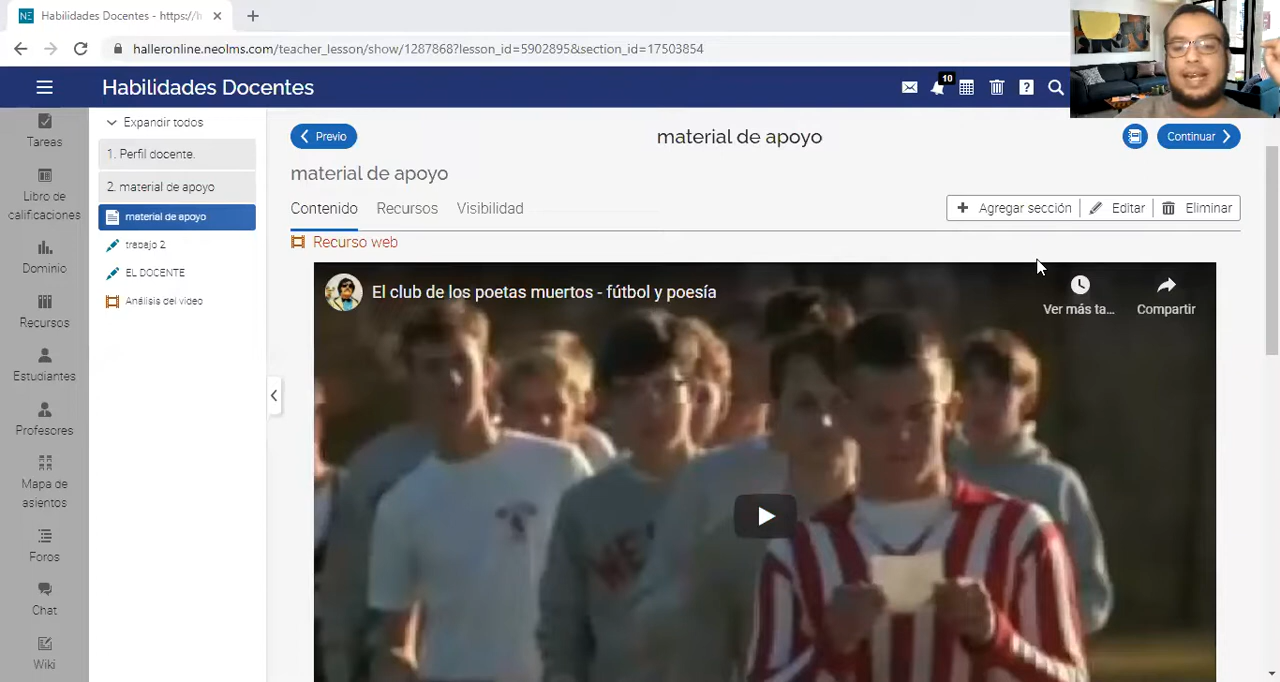 Habilidades Docentes - https://h
halleronline.neolms.com/teacher_lesson/show/1287868?lesson_id=5902895&section_id=17503854
Habilidades Docentes
10
Tareas
Libro de
calificaciones
Dominio
Recursos
Estudiantes
Profesores
Mapa de
asientos
Foros
Chat
Wiki
Expandir todos
1. Perfil docente.
2. material de apoyo
material de apoyo
trabajo 2
EL DOCENTE
Análisis del video
Previo
material de apoyo
Continuar
material de apoyo
Contenido
Recursos
Visibilidad
+ Agregar sección
Editar
Eliminar
Recurso web
El club de los poetas muertos - fútbol y poesía
Ver más ta...
Compartir